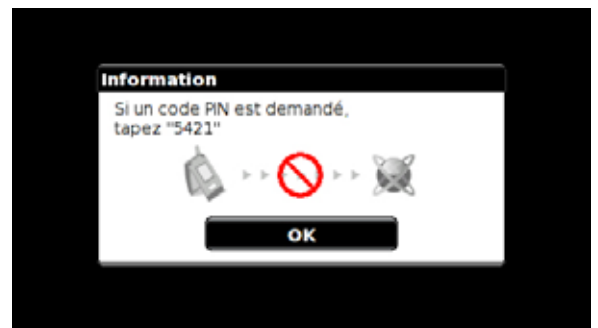 Information
Si un code PIN est demandé,
tapez "5421"
OK